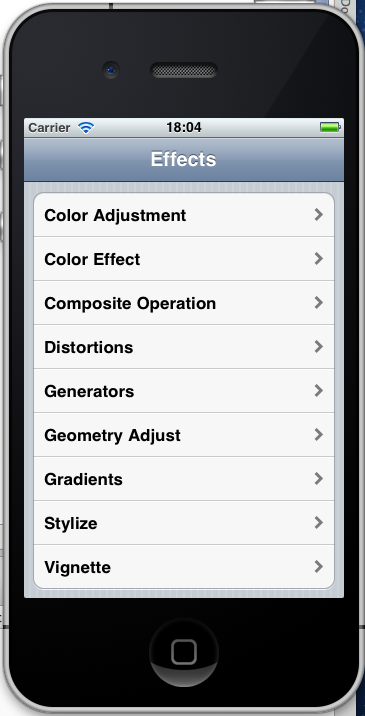 Carrier 18:04
Effects
Color Adjustment
Color Effect
Composite Operation
Distortions
Generators
Geometry Adjust
Gradients
Stylize
Vignette